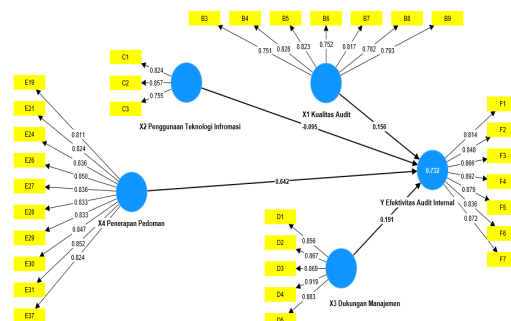 B3 B4 B5 B6 B7 B8 B9
0.751 0.828 0.823 0.752 0.817 0.782 0.793
X1 Kualitas Audit
C1
C2
C3
0.824
0.857
0.755
X2 Penggunaan Teknologi Infromasi
E19
E21
E24
E26
E27
E28
E29
E30
E31
E37
0.811
0.824
0.836
0.850
0.836
0.833
0.833
0.847
0.852
0.824
X4 Penerapan Pedoman
0.156
-0.095
0.642
0.191
0.732
Y Efektivitas Audit Internal
F1
F2
F3
F4
F5
F6
F7
0.814
0.848
0.866
0.892
0.879
0.836
0.872
D1
D2
D3
D4
D5
0.856
0.867
0.869
0.919
0.883
X3 Dukungan Manajemen